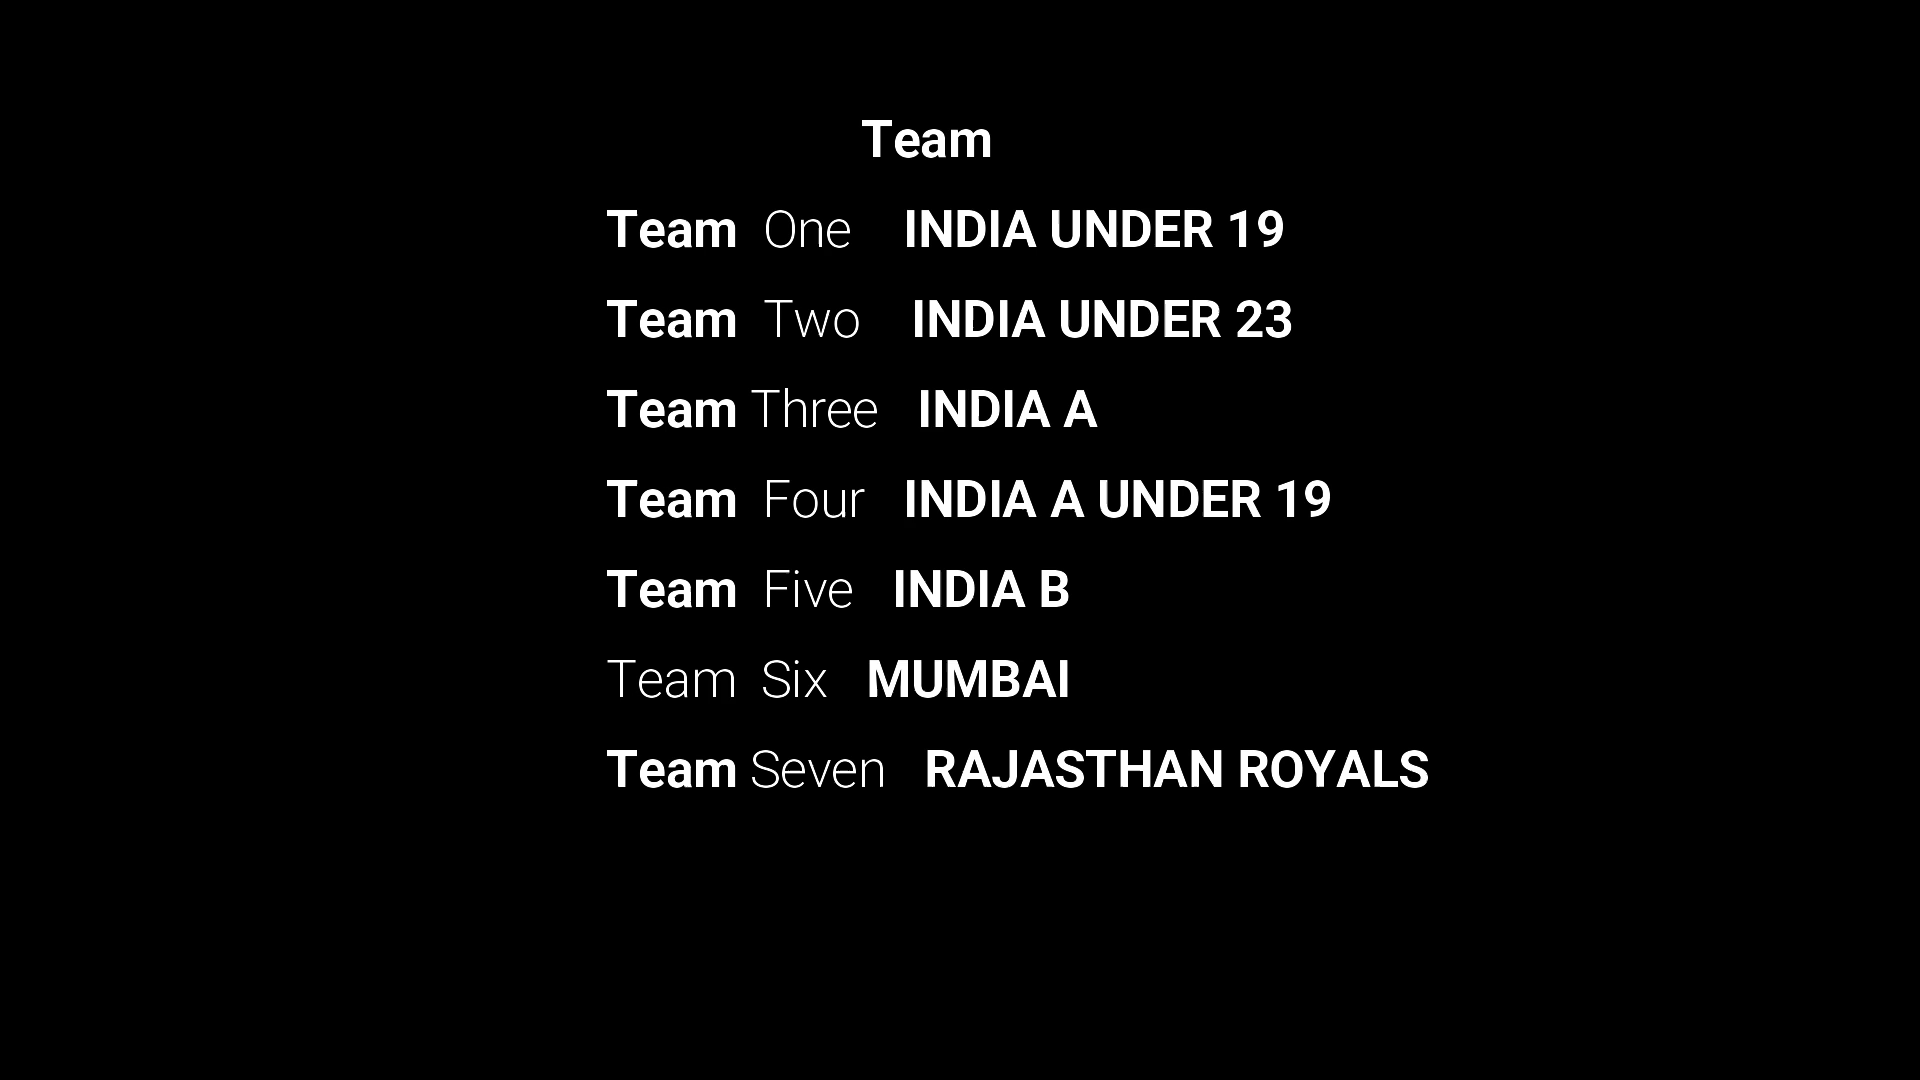 Team
Team One INDIA UNDER 19
Team Two INDIA UNDER 23
Team Three INDIA A
Team Four INDIA A UNDER 19
Team Five INDIA B
Team Six MUMBAI
Team Seven RAJASTHAN ROYALS